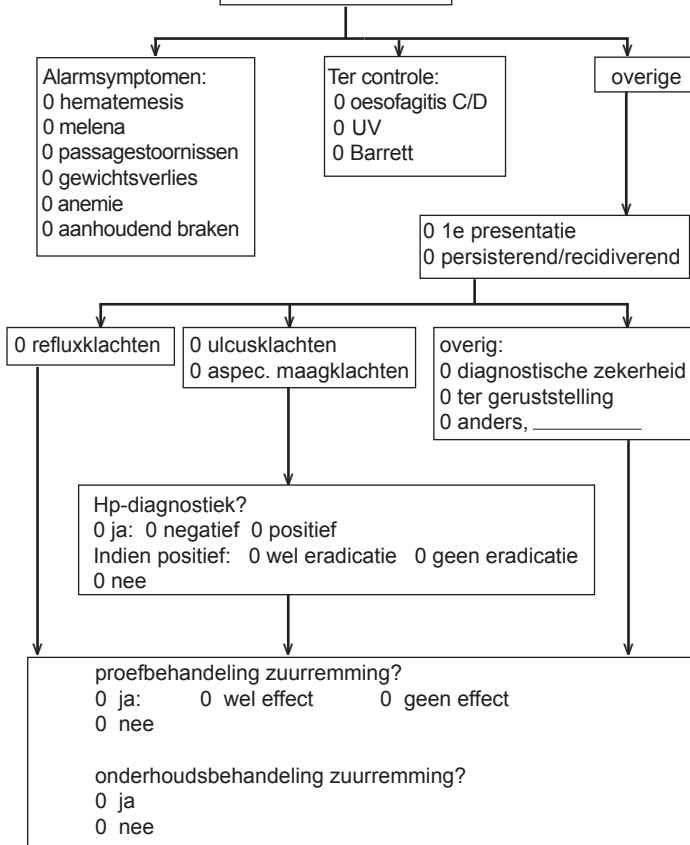 Alarmsymptomen:
0 hematemesis
0 melena
0 passagestoornissen
0 gewichtsverlies
0 anemie
0 aanhoudend braken
Ter controle:
0 oesofagitis C/D
0 UV
0 Barrett
overige
0 1e presentatie
0 persisterend/recidiverend
0 refluxklachten
0 ulcusklachten
0 aspec. maagklachten
overig:
0 diagnostische zekerheid
0 ter geruststelling
0 anders, ________
Hp-diagnostiek?
0 ja: 0 negatief 0 positief
Indien positief: 0 wel eradicatie 0 geen eradicatie
0 nee
proefbehandeling zuurremming?
0 ja: 0 wel effect 0 geen effect
0 nee
onderhoudsbehandeling zuurremming?
0 ja
0 nee